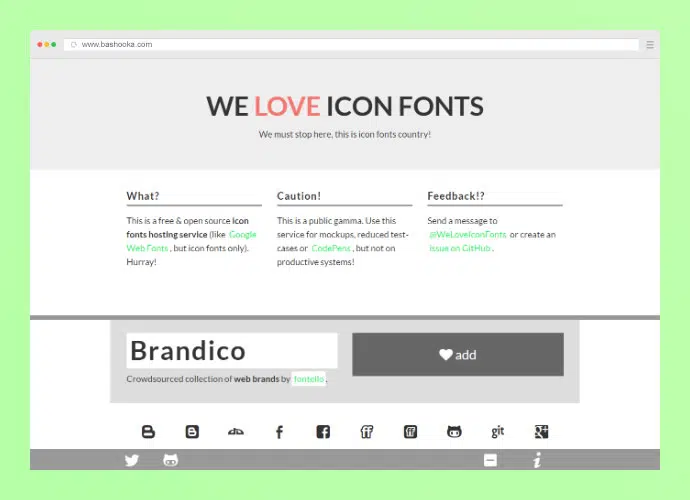 www.bashooka.com
WE LOVE ICON FONTS
We must stop here, this is icon fonts country!
What?
This is a free & open source icon
fonts hosting service (like Google
Web Fonts, but icon fonts only).
Hurray!
Caution!
This is a public gamma. Use this
service for mockups, reduced test-
cases or CodePens, but not on
productive systems!
Feedback!?
Send a message to
@WeLoveIconFonts or create an
issue on GitHub.
Brandico
add
Crowdsourced collection of web brands by fontello.
git